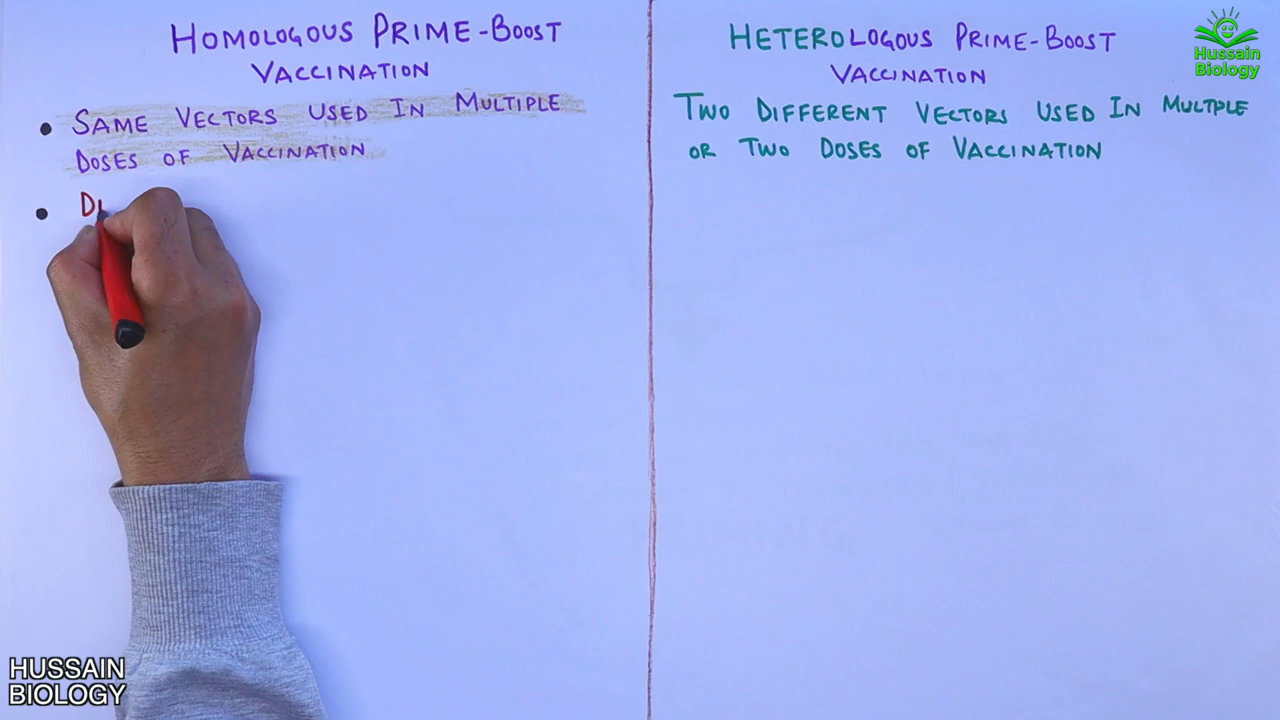 HOMOLOGOUS PRIME-BOOST
VACCINATION
• SAME VECTORS USED IN MULTIPLE
DOSES OF VACCINATION
• DI
HETEROLOGOUS PRIME-BOOST
VACCINATION
TWO DIFFERENT VECTORS USED IN MULTIPLE
OR TWO DOSES OF VACCINATION
Hussain
Biology
HUSSAIN
BIOLOGY